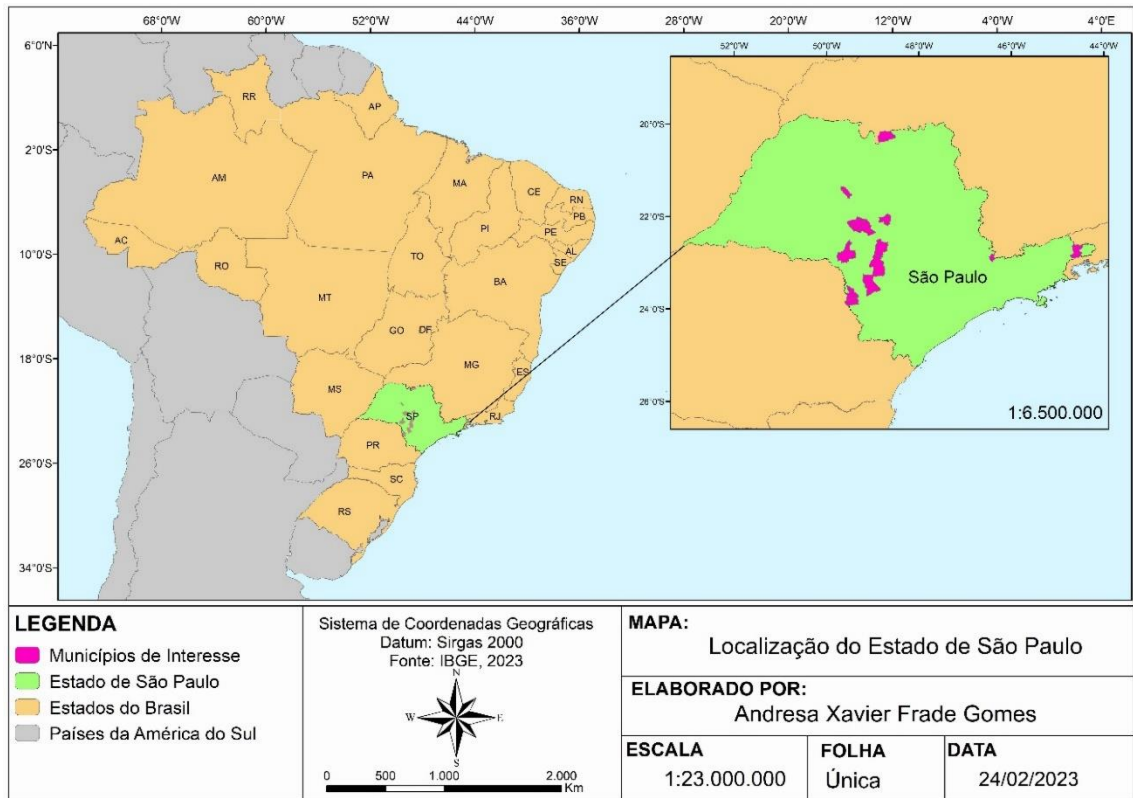 68°0'W 60°0'W 52°0'W 44°0'W 36°0'W 28°0'W 20°0'W 12°0'W 4°0'W 4°0'E
6°0'N
2°0'S
10°0'S
18°0'S
26°0'S
34°0'S
RR
AP
AM
PA
MA
CE
RN
PB
PI
PE
AC
AL
SE
RO
TO
BA
MT
GO
DF
MG
ES
MS
SP
RJ
PR
SC
RS
52°0'W 50°0'W 48°0'W 46°0'W 44°0'W
20°0'S
22°0'S
24°0'S
26°0'S
São Paulo
1:6.500.000
LEGENDA
Municípios de Interesse
Estado de São Paulo
Estados do Brasil
Países da América do Sul
Sistema de Coordenadas Geográficas
Datum: Sirgas 2000
Fonte: IBGE, 2023
N
W E
S
0 500 1.000 2.000
Km
MAPA:
Localização do Estado de São Paulo
ELABORADO POR:
Andresa Xavier Frade Gomes
ESCALA
1:23.000.000
FOLHA
Única
DATA
24/02/2023